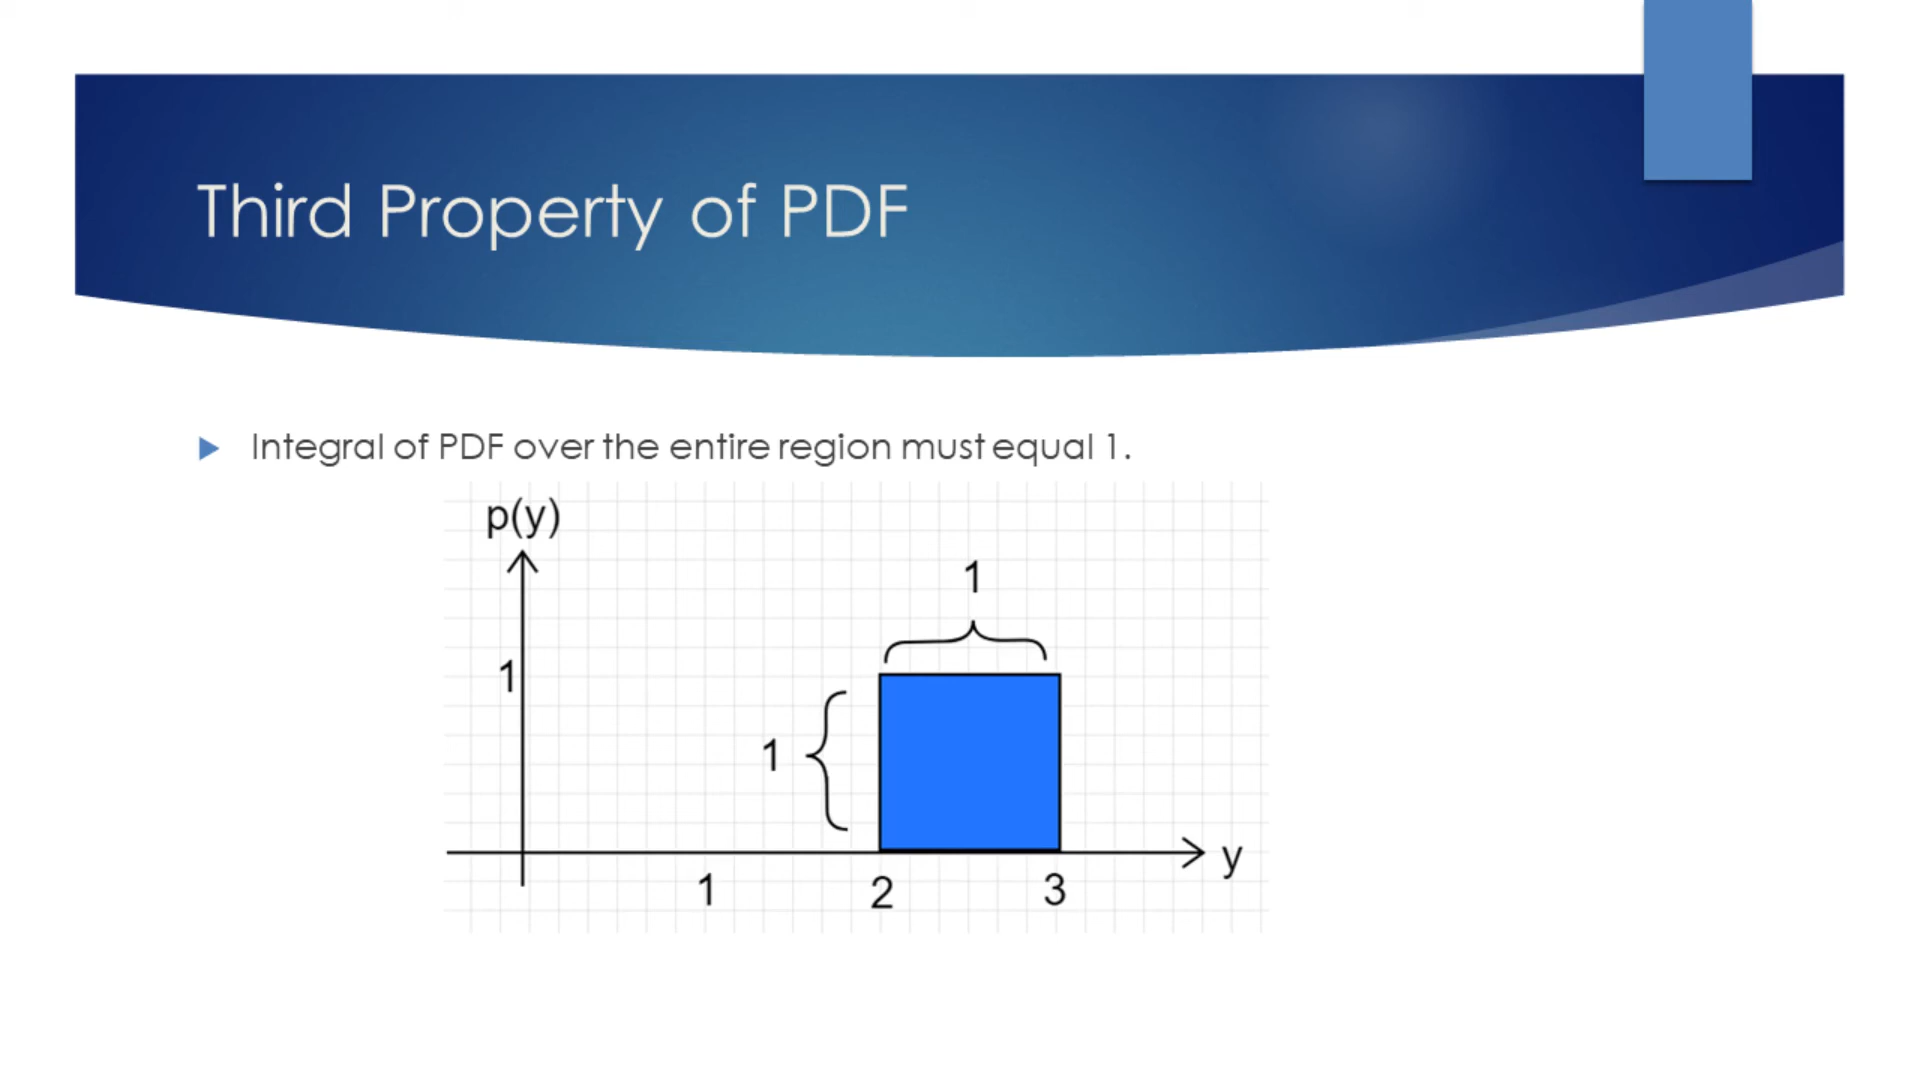 Third Property of PDF
Integral of PDF over the entire region must equal 1.
p(y)
1
1
1
y
1
2
3